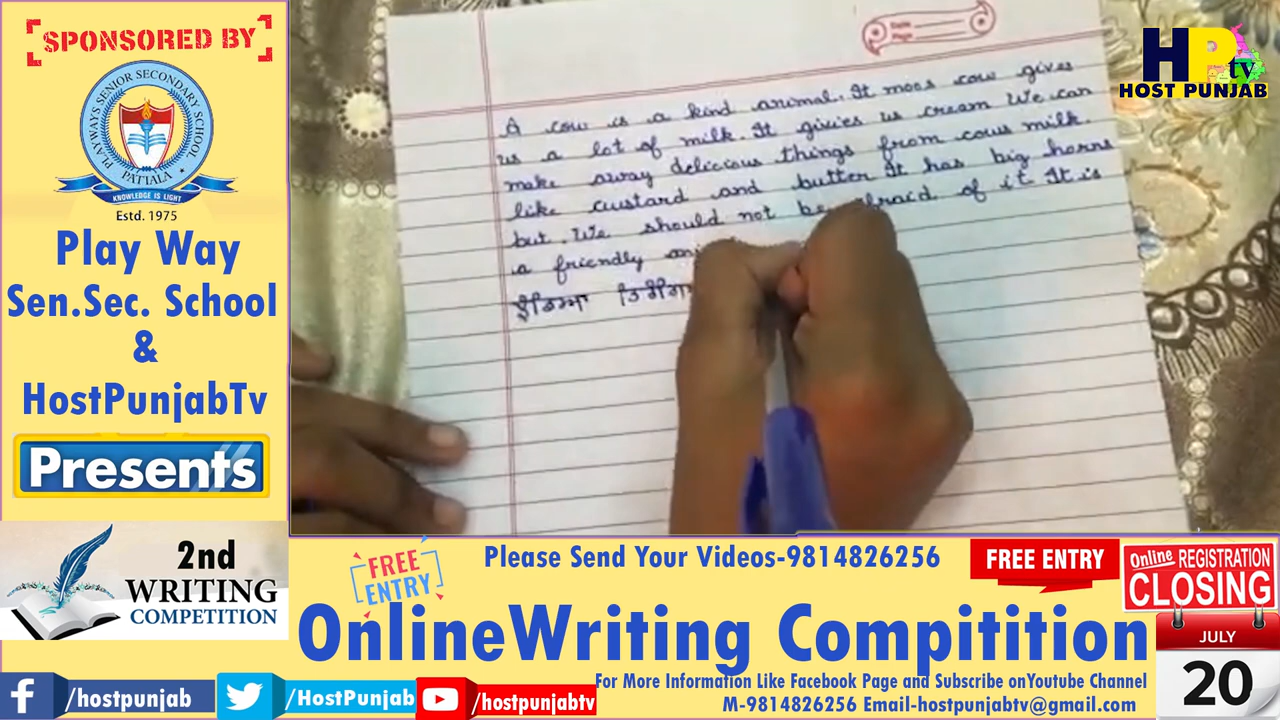 SPONSORED BY
PLAYWAYS SENIOR SECONDARY SCHOOL
PATIALA
KNOWLEDGE IS LIGHT
Estd. 1975
Play Way
Sen.Sec. School
&
HostPunjabTv
Presents
2nd
WRITING
COMPETITION
HP tv
HOST PUNJAB
Date
Page
A cow is a kind animal. It moos cow gives
us a lot of milk. It givies us cream We can
make away delicious things from cows milk.
like custard and butter It has big horns
but. We should not be afraid of it It is
a friendly
FREE
ENTRY
Please Send Your Videos-9814826256
FREE ENTRY
Online REGISTRATION
CLOSING
OnlineWriting Compitition
JULY
20
For More Information Like Facebook Page and Subscribe onYoutube Channel
M-9814826256 Email-hostpunjabtv@gmail.com
/hostpunjab
/HostPunjab
/hostpunjabtv